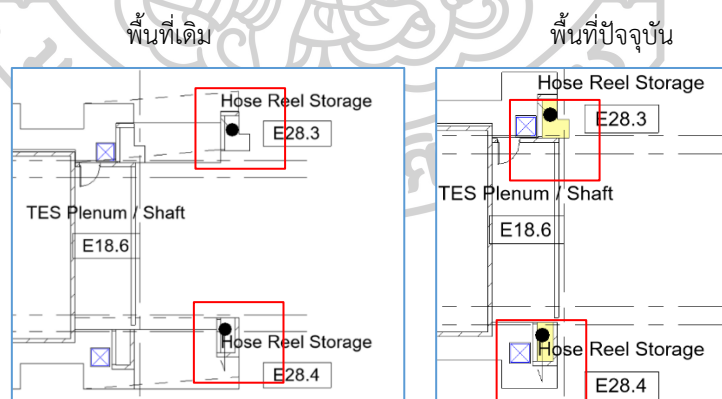 พื้นที่เดิม
พื้นที่ปัจจุบัน
Hose Reel Storage
E28.3
TES Plenum / Shaft
E18.6
Hose Reel Storage
E28.4
Hose Reel Storage
E28.3
TES Plenum / Shaft
E18.6
Hose Reel Storage
E28.4